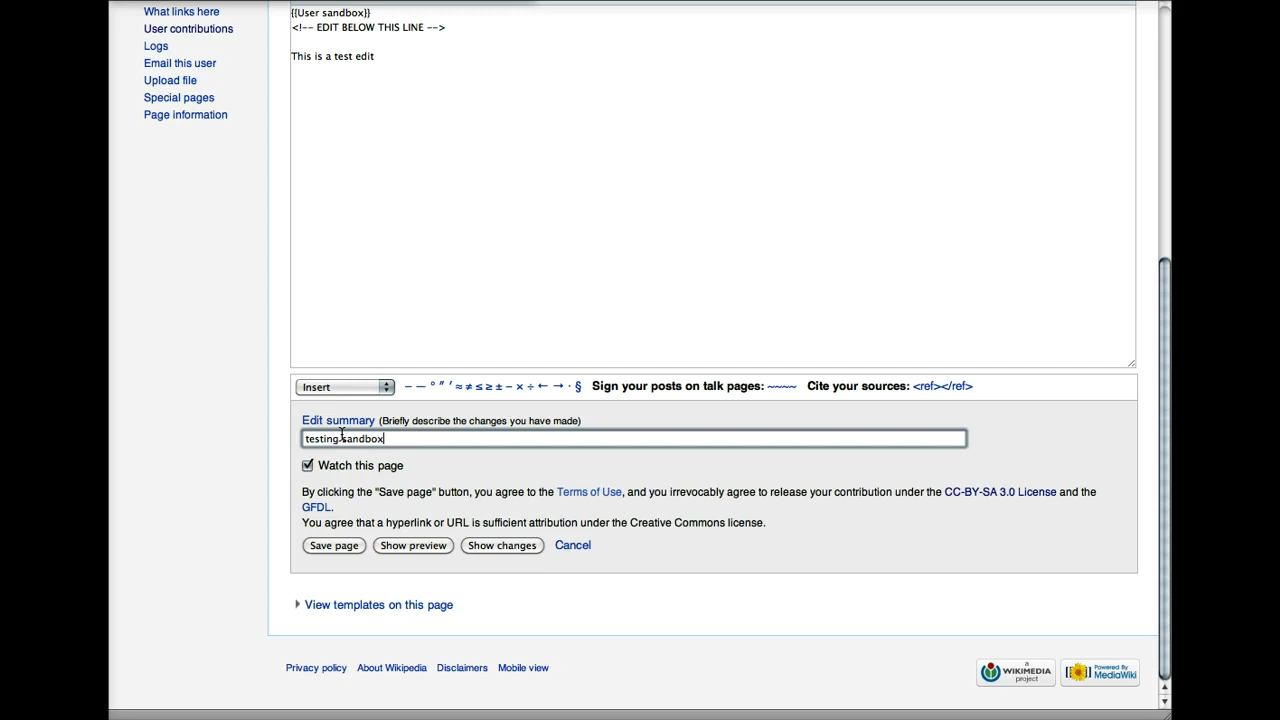 What links here
User contributions
Logs
Email this user
Upload file
Special pages
Page information
{{User sandbox}}
<!-- EDIT BELOW THIS LINE -->
This is a test edit
Insert – — ° ″ ′ ≈ ≠ ≤ ≥ ± − × ÷ ← → · § Sign your posts on talk pages: ~~~~ Cite your sources: <ref></ref>
Edit summary (Briefly describe the changes you have made)
testing sandbox
Watch this page
By clicking the "Save page" button, you agree to the Terms of Use, and you irrevocably agree to release your contribution under the CC-BY-SA 3.0 License and the
GFDL.
You agree that a hyperlink or URL is sufficient attribution under the Creative Commons license.
Save page Show preview Show changes Cancel
View templates on this page
Privacy policy About Wikipedia Disclaimers Mobile view
a
WIKIMEDIA
project
Powered By
MediaWiki